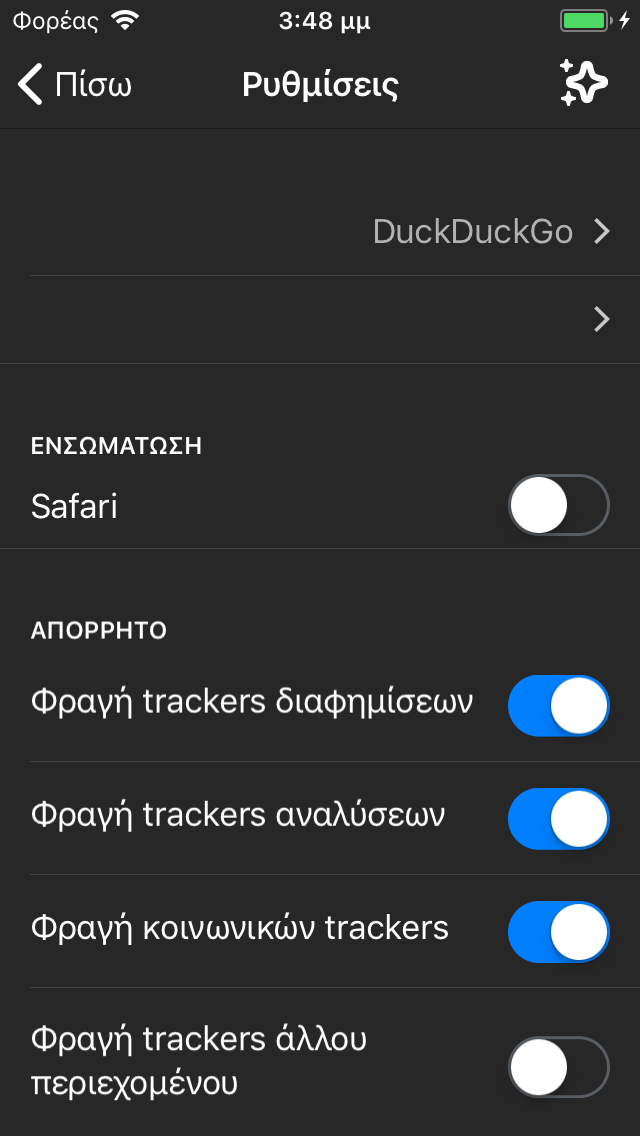 Φορέας 3:48 μμ
Πίσω Ρυθμίσεις
DuckDuckGo
ΕΝΣΩΜΑΤΩΣΗ
Safari
ΑΠΟΡΡΗΤΟ
Φραγή trackers διαφημίσεων
Φραγή trackers αναλύσεων
Φραγή κοινωνικών trackers
Φραγή trackers άλλου
περιεχομένου